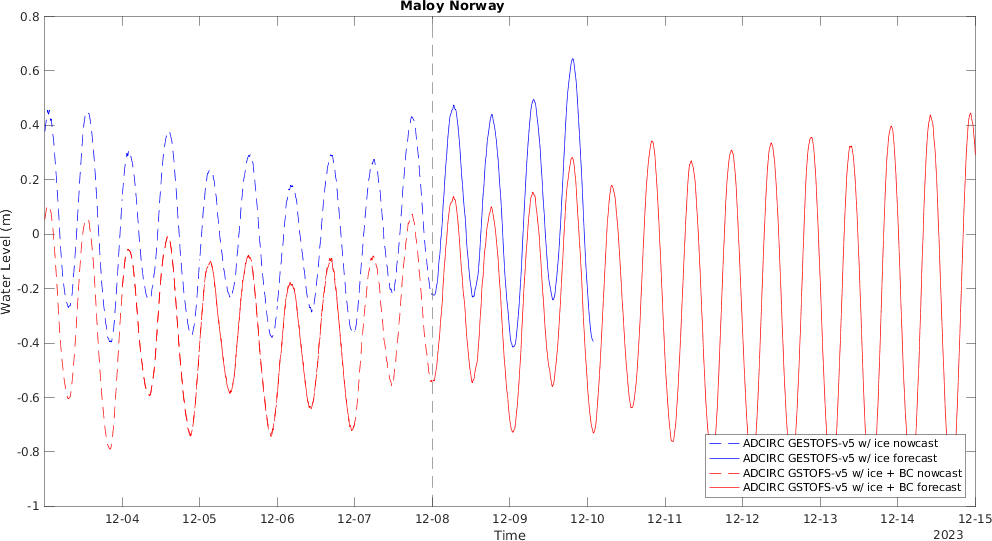 Maloy Norway
Water Level (m)
0.8
0.6
0.4
0.2
0
-0.2
-0.4
-0.6
-0.8
-1
ADCIRC GESTOFS-v5 w/ ice nowcast
ADCIRC GESTOFS-v5 w/ ice forecast
ADCIRC GSTOFS-v5 w/ ice + BC nowcast
ADCIRC GSTOFS-v5 w/ ice + BC forecast
12-04 12-05 12-06 12-07 12-08 12-09 12-10 12-11 12-12 12-13 12-14 12-15
Time
2023